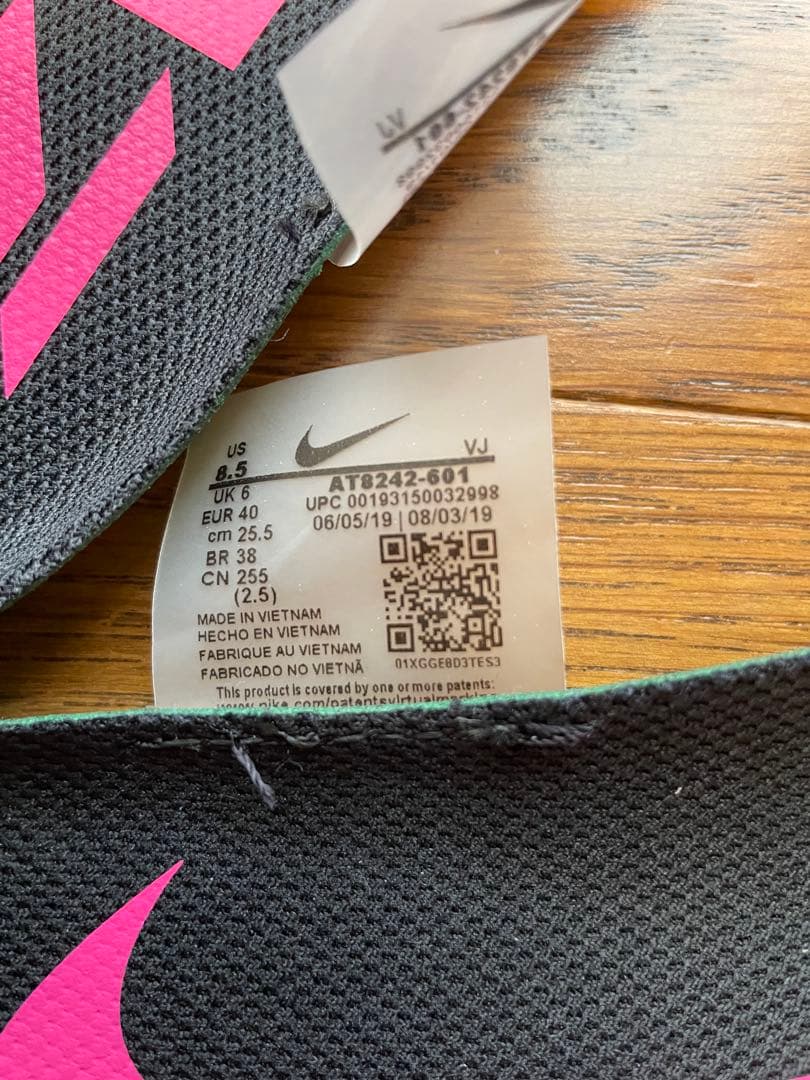 LV
US
8.5
VJ
AT8242-601
UK 6
UPC 00193150032998
EUR 40
06/05/19 | 08/03/19
cm 25.5
BR 38
CN 255
(2.5)
MADE IN VIETNAM
HECHO EN VIETNAM
FABRIQUE AU VIETNAM
FABRICADO NO VIETNÃ
01XGGE8D3TES3
This product is covered by one or more patents: